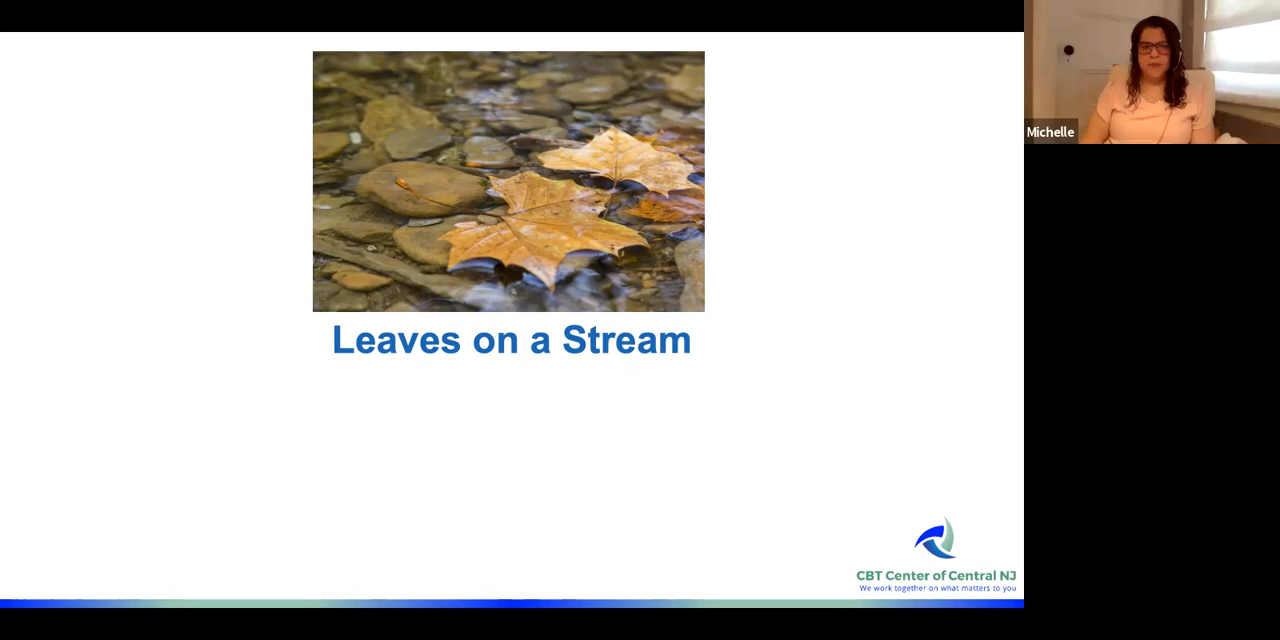 Michelle
Leaves on a Stream
CBT Center of Central NJ
We work together on what matters to you